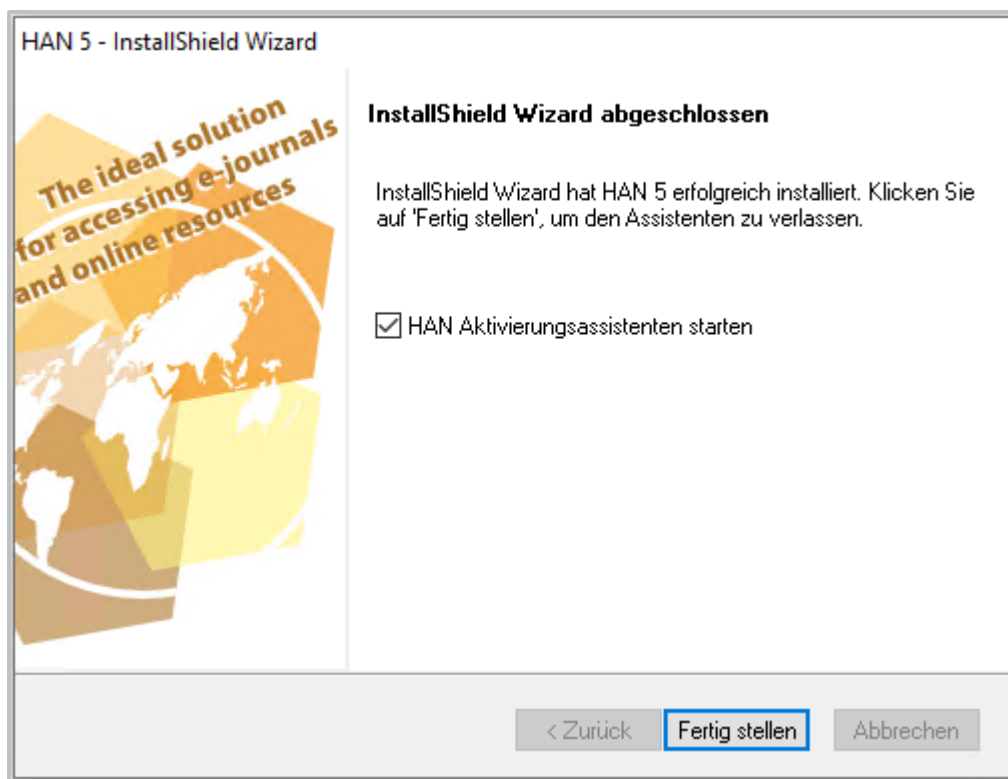 HAN 5 - InstallShield Wizard
The ideal solution
for accessing e-journals
and online resources
InstallShield Wizard abgeschlossen
InstallShield Wizard hat HAN 5 erfolgreich installiert. Klicken Sie
auf 'Fertig stellen', um den Assistenten zu verlassen.
HAN Aktivierungsassistenten starten
< Zurück
Fertig stellen
Abbrechen